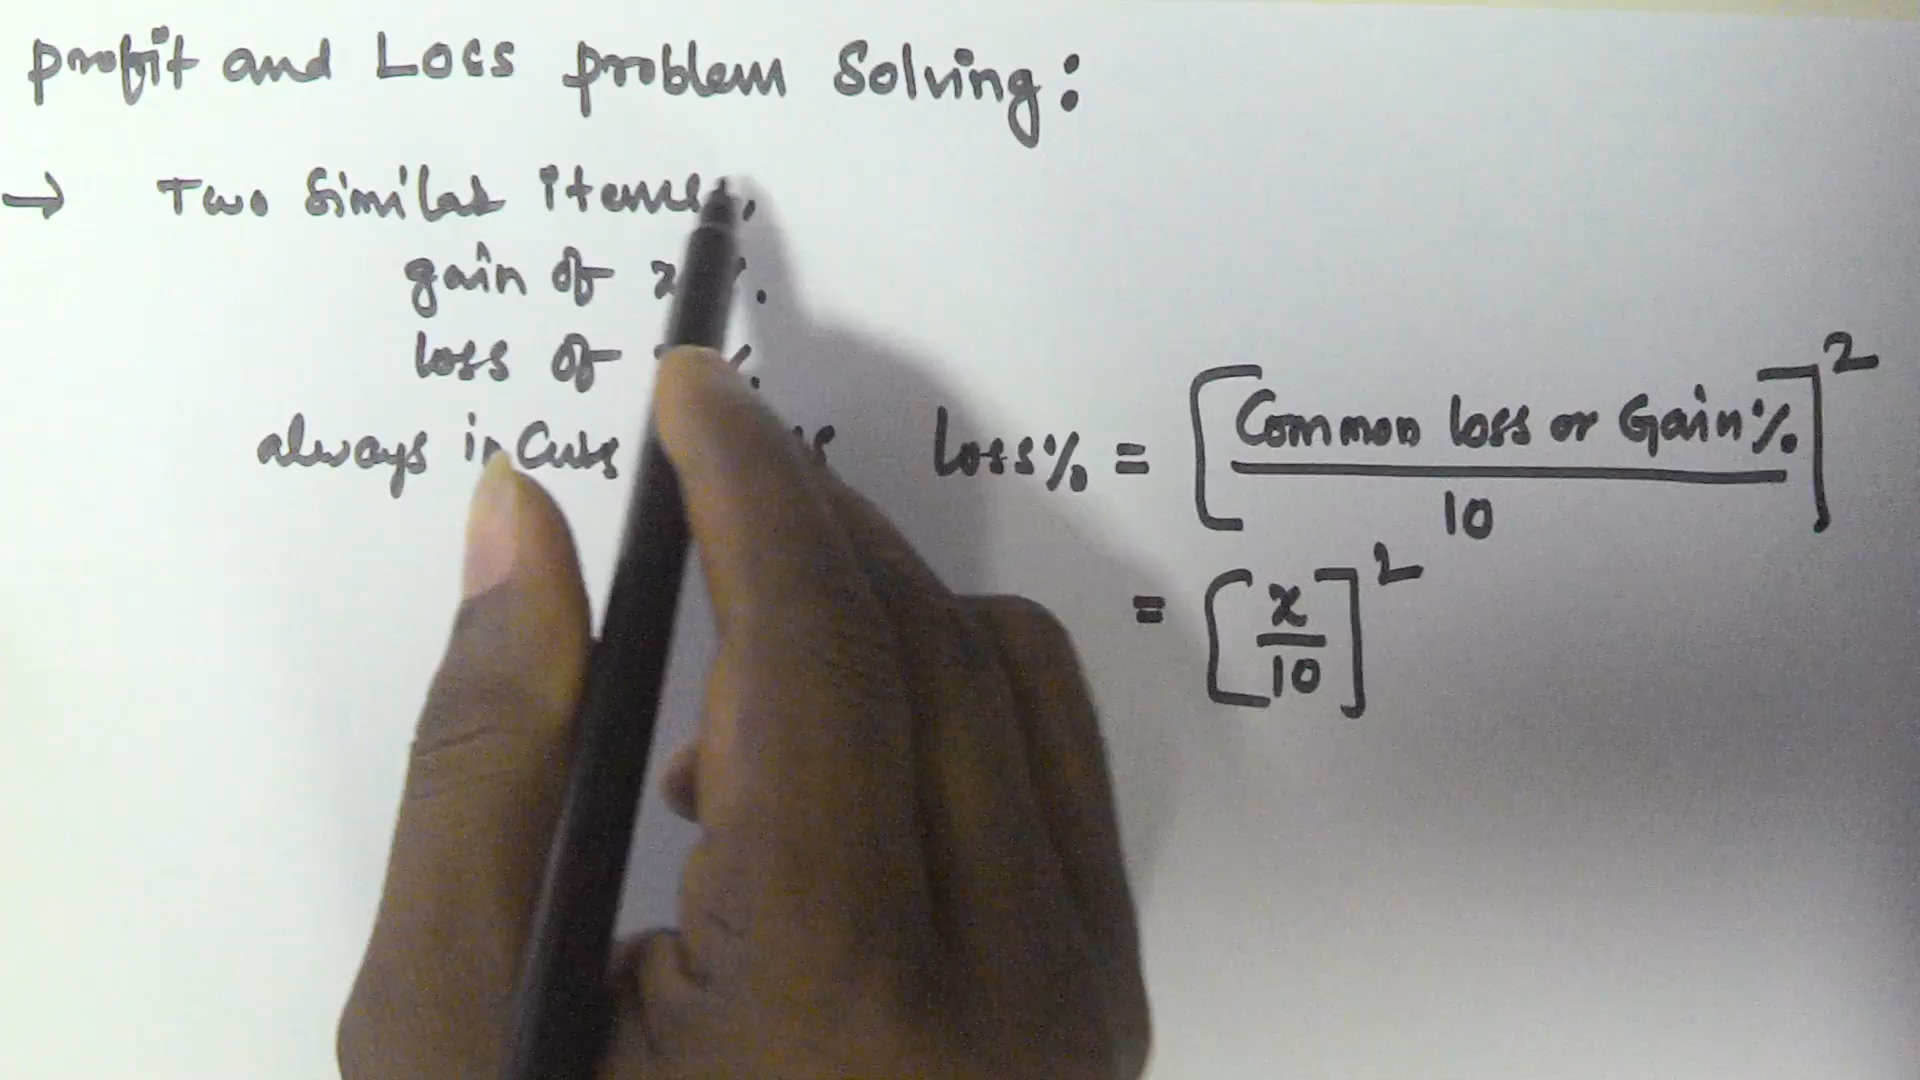 Profit and Loss problem Solving:
→ Two Similar items,
gain of x%.
loss of %.
always incurs Loss% = [Common loss or Gain% / 10]²
= [x/10]²